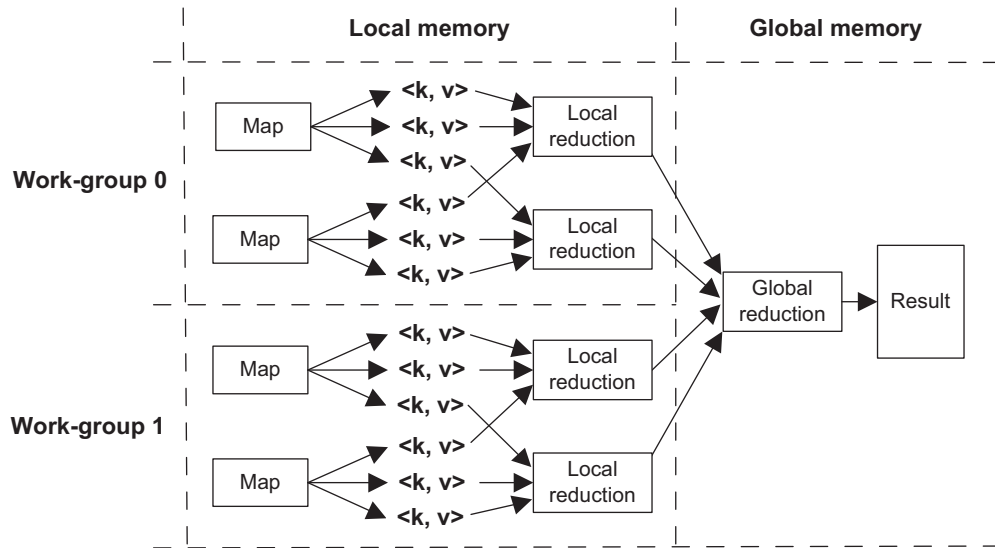 Local memory
Global memory
Work-group 0
Map
<k, v>
<k, v>
<k, v>
Local
reduction
Map
<k, v>
<k, v>
<k, v>
Local
reduction
Work-group 1
Map
<k, v>
<k, v>
<k, v>
Local
reduction
Map
<k, v>
<k, v>
<k, v>
Local
reduction
Global
reduction
Result